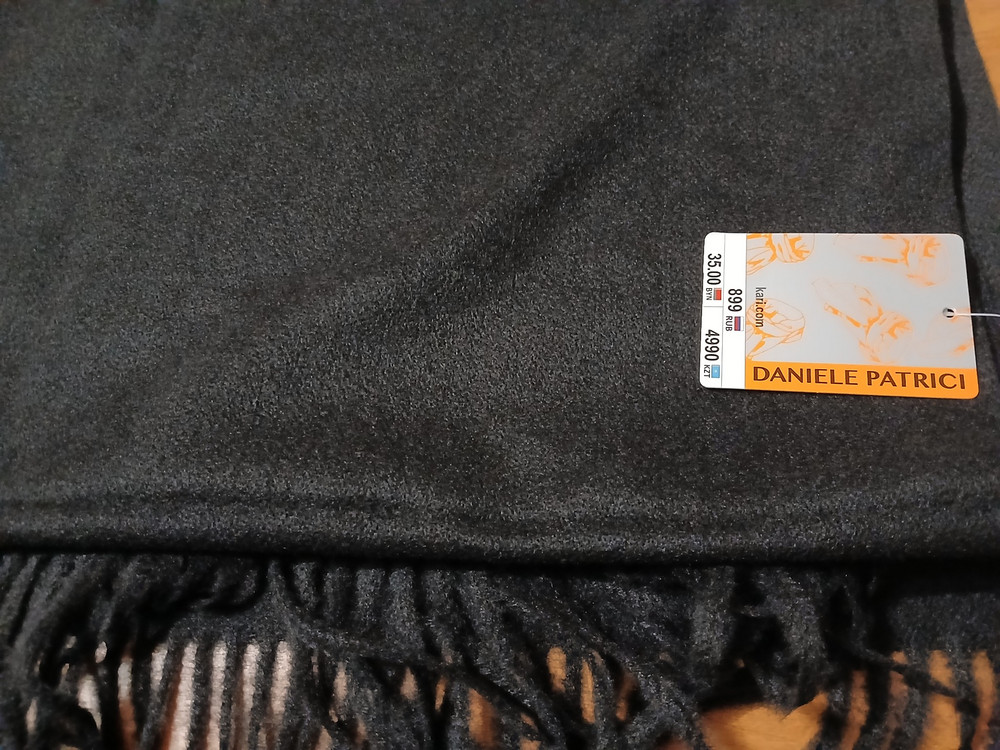 35.00 BYN
4990 KZT
899 RUB
kari.com
DANIELE PATRICI